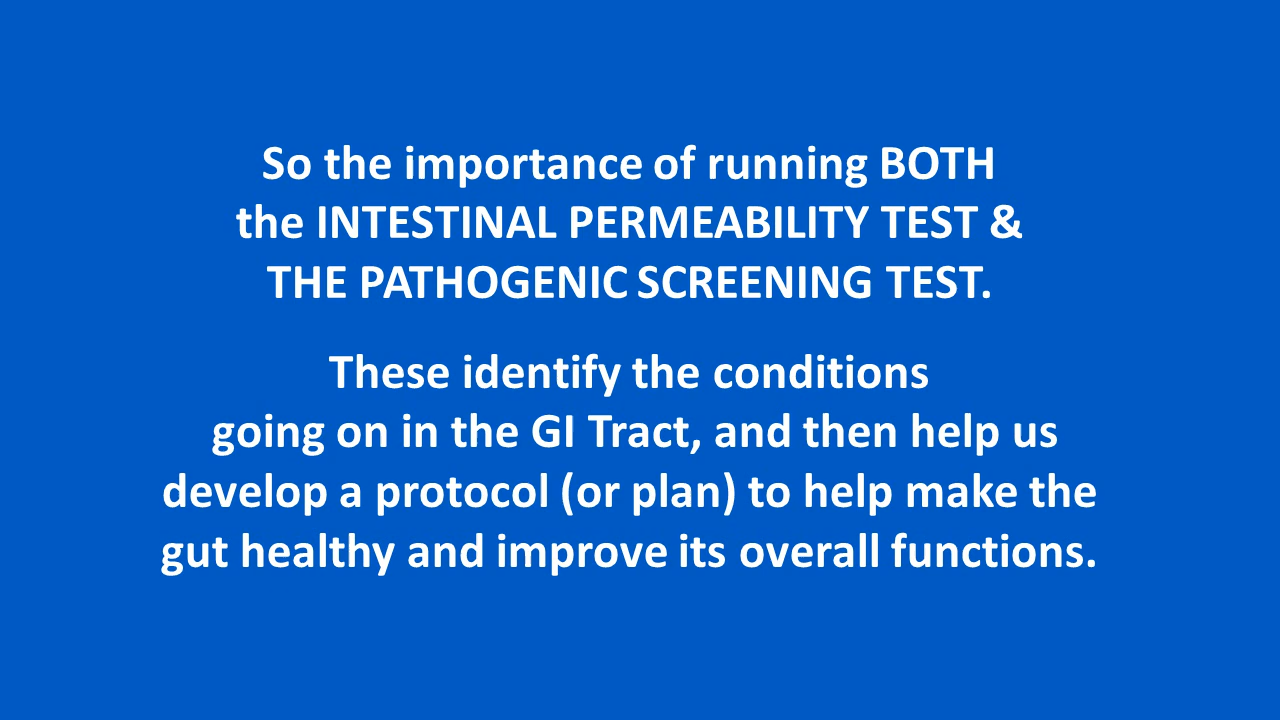 So the importance of running BOTH
the INTESTINAL PERMEABILITY TEST &
THE PATHOGENIC SCREENING TEST.
These identify the conditions
going on in the GI Tract, and then help us
develop a protocol (or plan) to help make the
gut healthy and improve its overall functions.